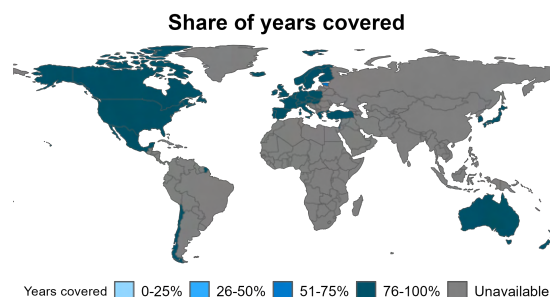 Share of years covered
Years covered 0-25% 26-50% 51-75% 76-100% Unavailable